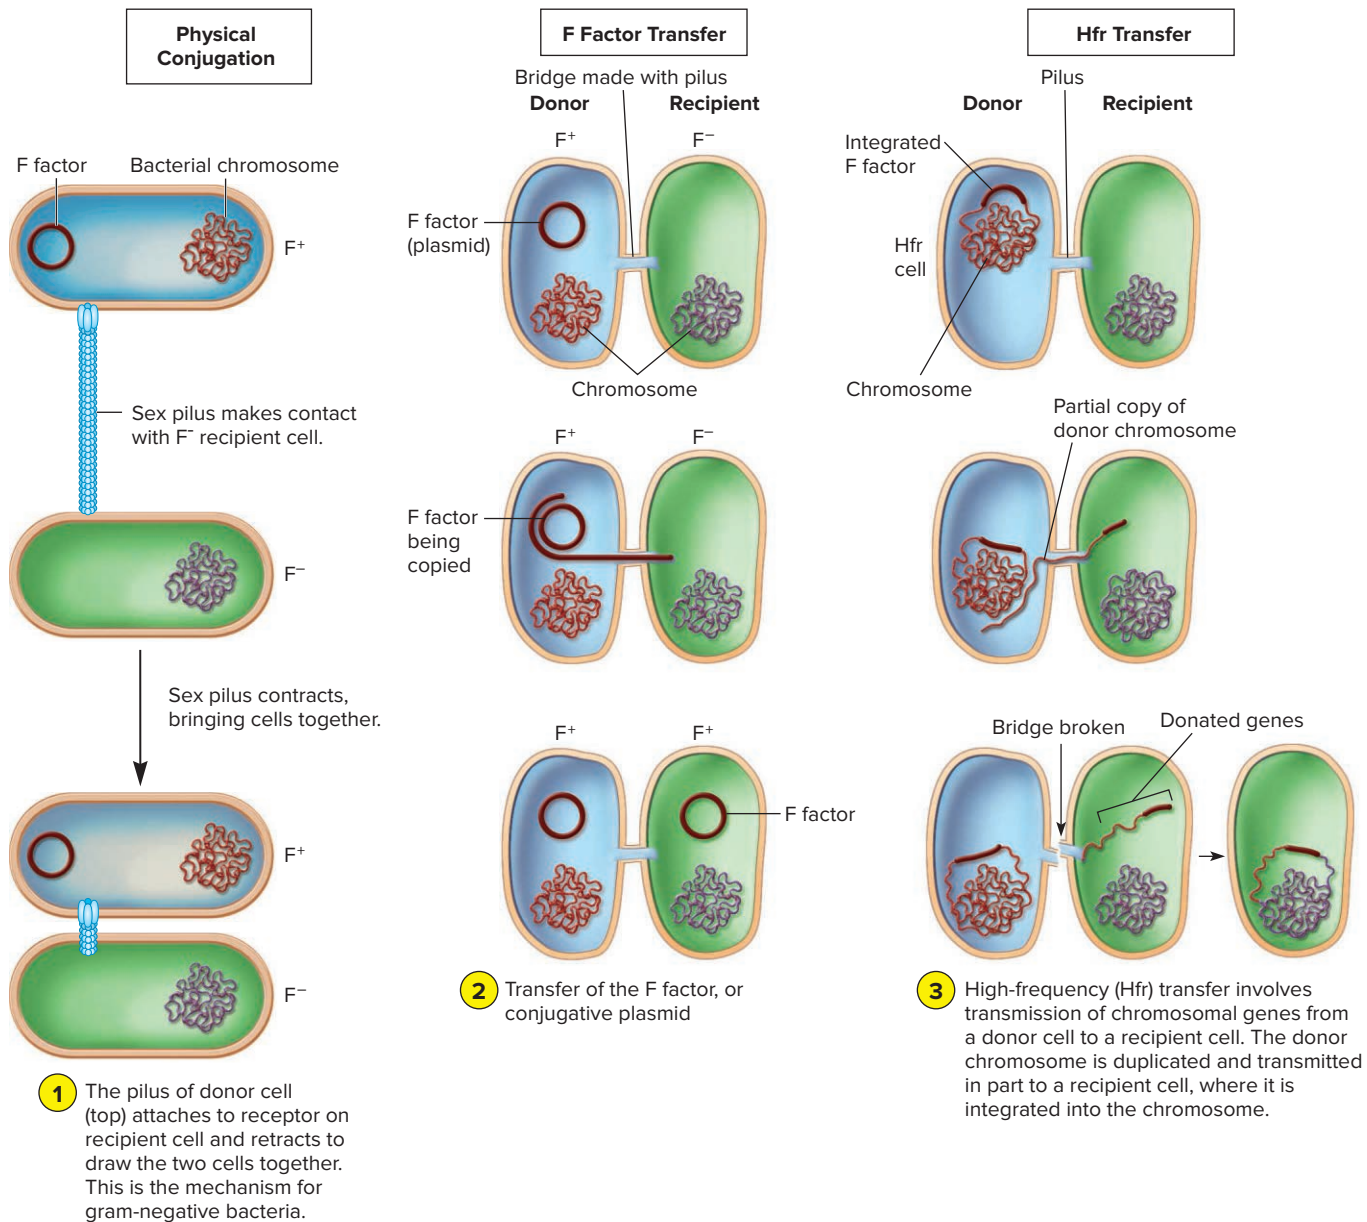 Physical
Conjugation
F factor
Bacterial chromosome
F+
Sex pilus makes contact
with F- recipient cell.
F–
Sex pilus contracts,
bringing cells together.
F+
F–
1
The pilus of donor cell
(top) attaches to receptor on
recipient cell and retracts to
draw the two cells together.
This is the mechanism for
gram-negative bacteria.
F Factor Transfer
Bridge made with pilus
Donor
Recipient
F+
F–
F factor
(plasmid)
Chromosome
F+
F–
F factor
being
copied
F+
F+
F factor
2
Transfer of the F factor, or
conjugative plasmid
Hfr Transfer
Pilus
Donor
Recipient
Integrated
F factor
Hfr
cell
Chromosome
Partial copy of
donor chromosome
Bridge broken
Donated genes
3
High-frequency (Hfr) transfer involves
transmission of chromosomal genes from
a donor cell to a recipient cell. The donor
chromosome is duplicated and transmitted
in part to a recipient cell, where it is
integrated into the chromosome.